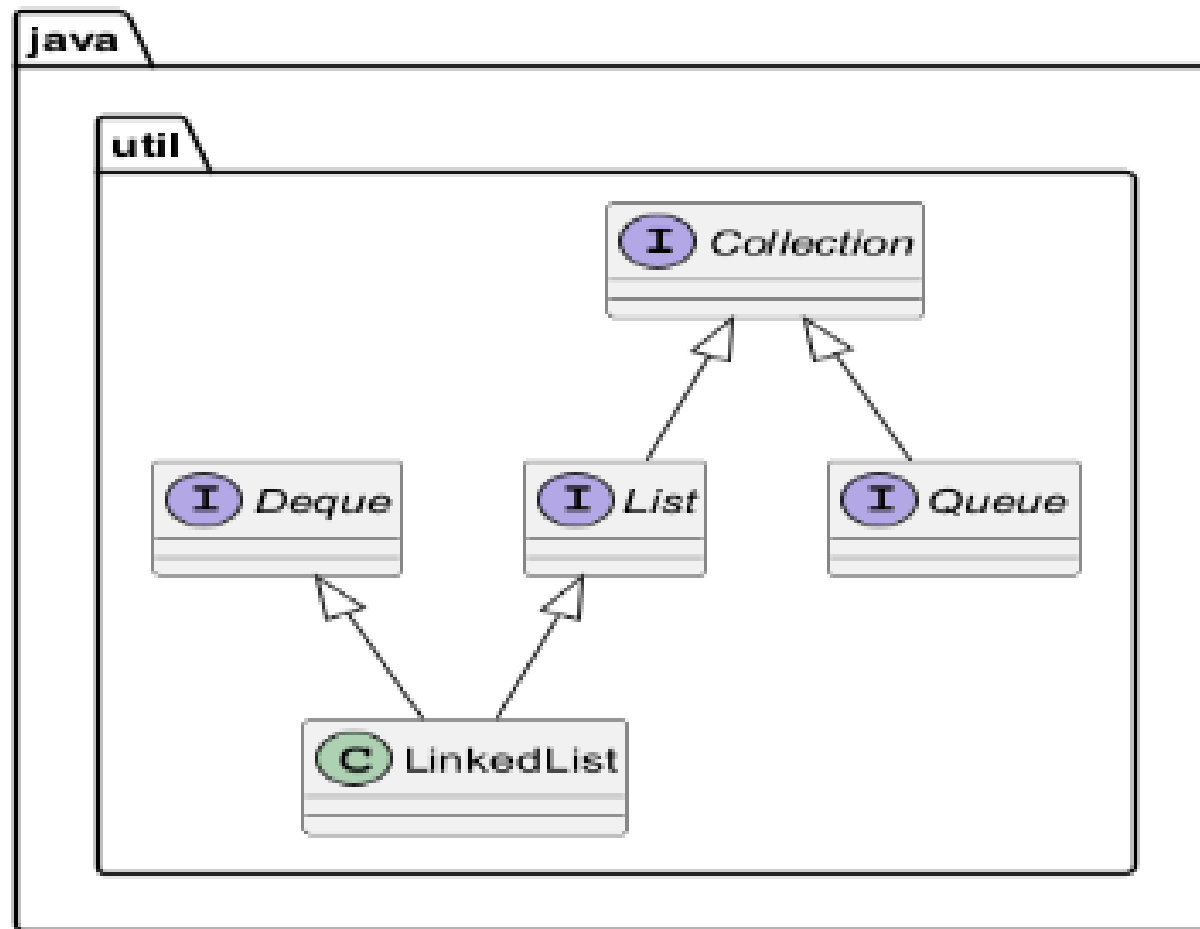 java
util
I Collection
I Deque
I List
I Queue
C LinkedList